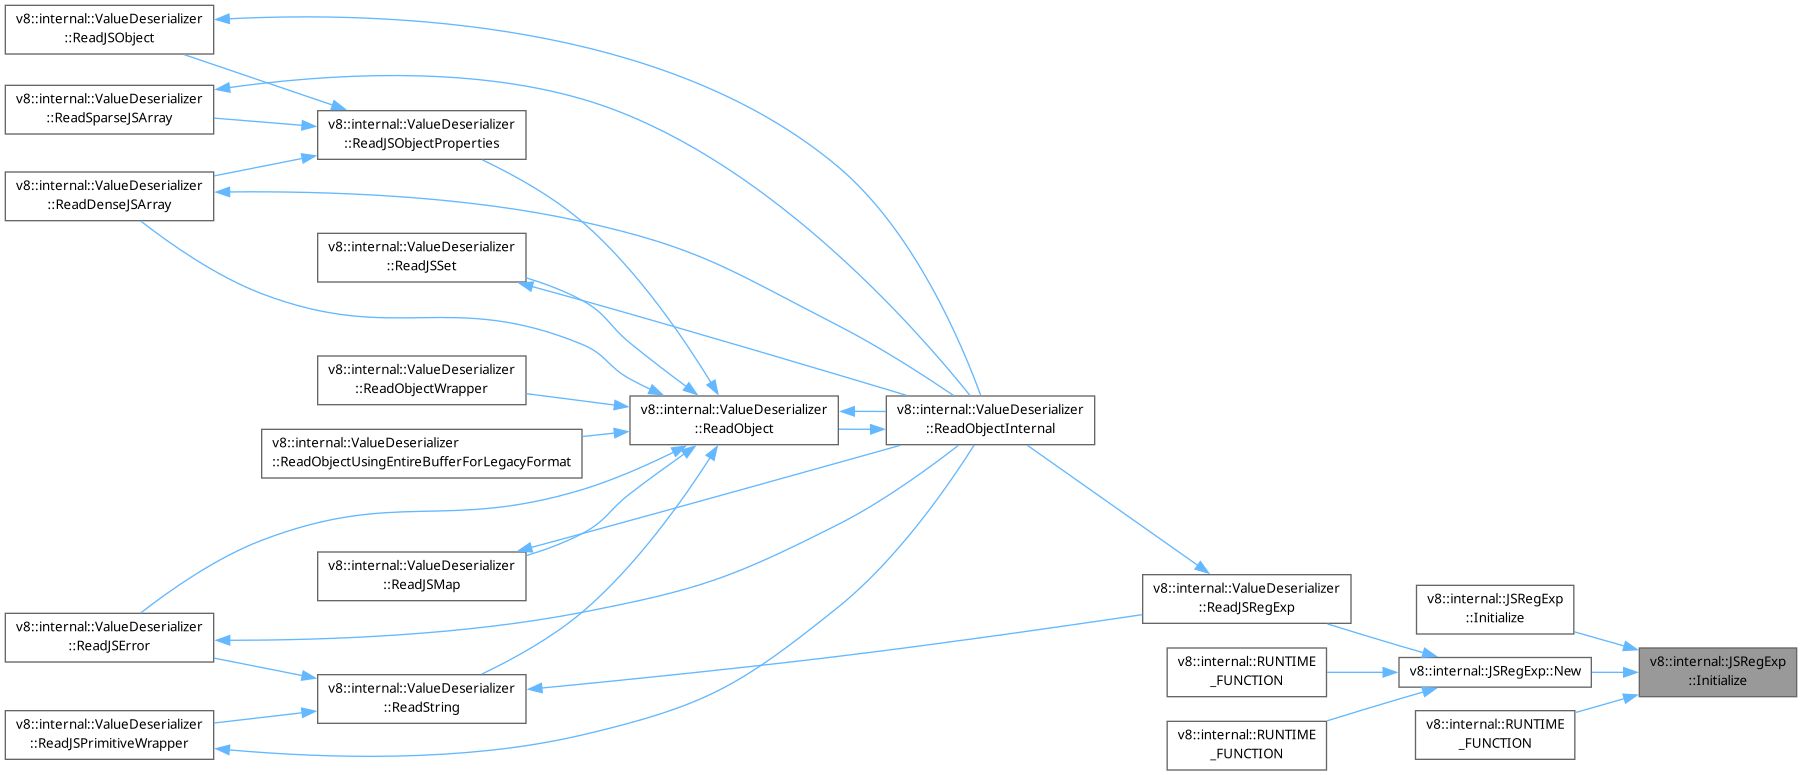 v8::internal::ValueDeserializer
::ReadJSObject
v8::internal::ValueDeserializer
::ReadSparseJSArray
v8::internal::ValueDeserializer
::ReadJSObjectProperties
v8::internal::ValueDeserializer
::ReadDenseJSArray
v8::internal::ValueDeserializer
::ReadJSSet
v8::internal::ValueDeserializer
::ReadObjectWrapper
v8::internal::ValueDeserializer
::ReadObject
v8::internal::ValueDeserializer
::ReadObjectInternal
v8::internal::ValueDeserializer
::ReadObjectUsingEntireBufferForLegacyFormat
v8::internal::ValueDeserializer
::ReadJSMap
v8::internal::ValueDeserializer
::ReadJSRegExp
v8::internal::JSRegExp
::Initialize
v8::internal::ValueDeserializer
::ReadJSError
v8::internal::RUNTIME
_FUNCTION
v8::internal::JSRegExp::New
v8::internal::JSRegExp
::Initialize
v8::internal::ValueDeserializer
::ReadString
v8::internal::ValueDeserializer
::ReadJSPrimitiveWrapper
v8::internal::RUNTIME
_FUNCTION
v8::internal::RUNTIME
_FUNCTION